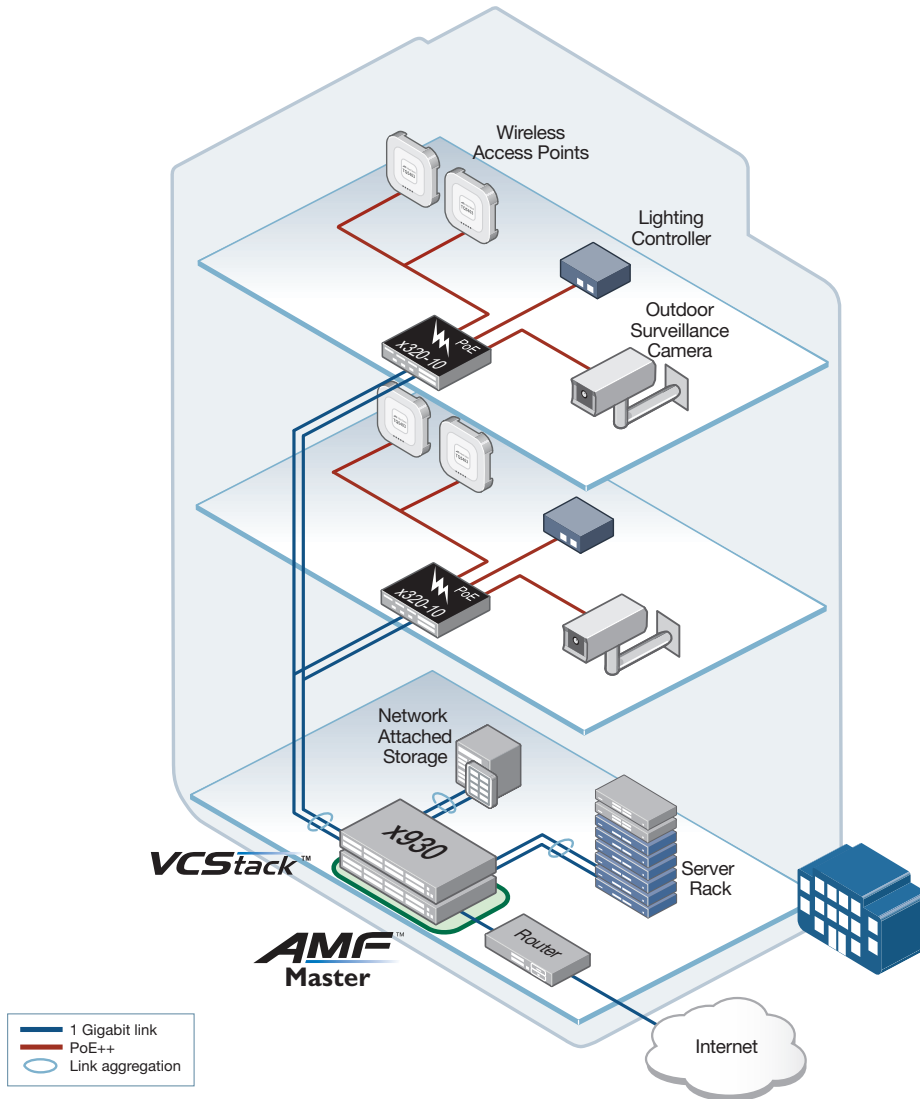 Wireless
Access Points
Lighting
Controller
Outdoor
Surveillance
Camera
PoE
x320-10
PoE
x320-10
Network
Attached
Storage
x930
VCStack™
Server
Rack
AMF™
Master
Router
Internet
1 Gigabit link
PoE++
Link aggregation